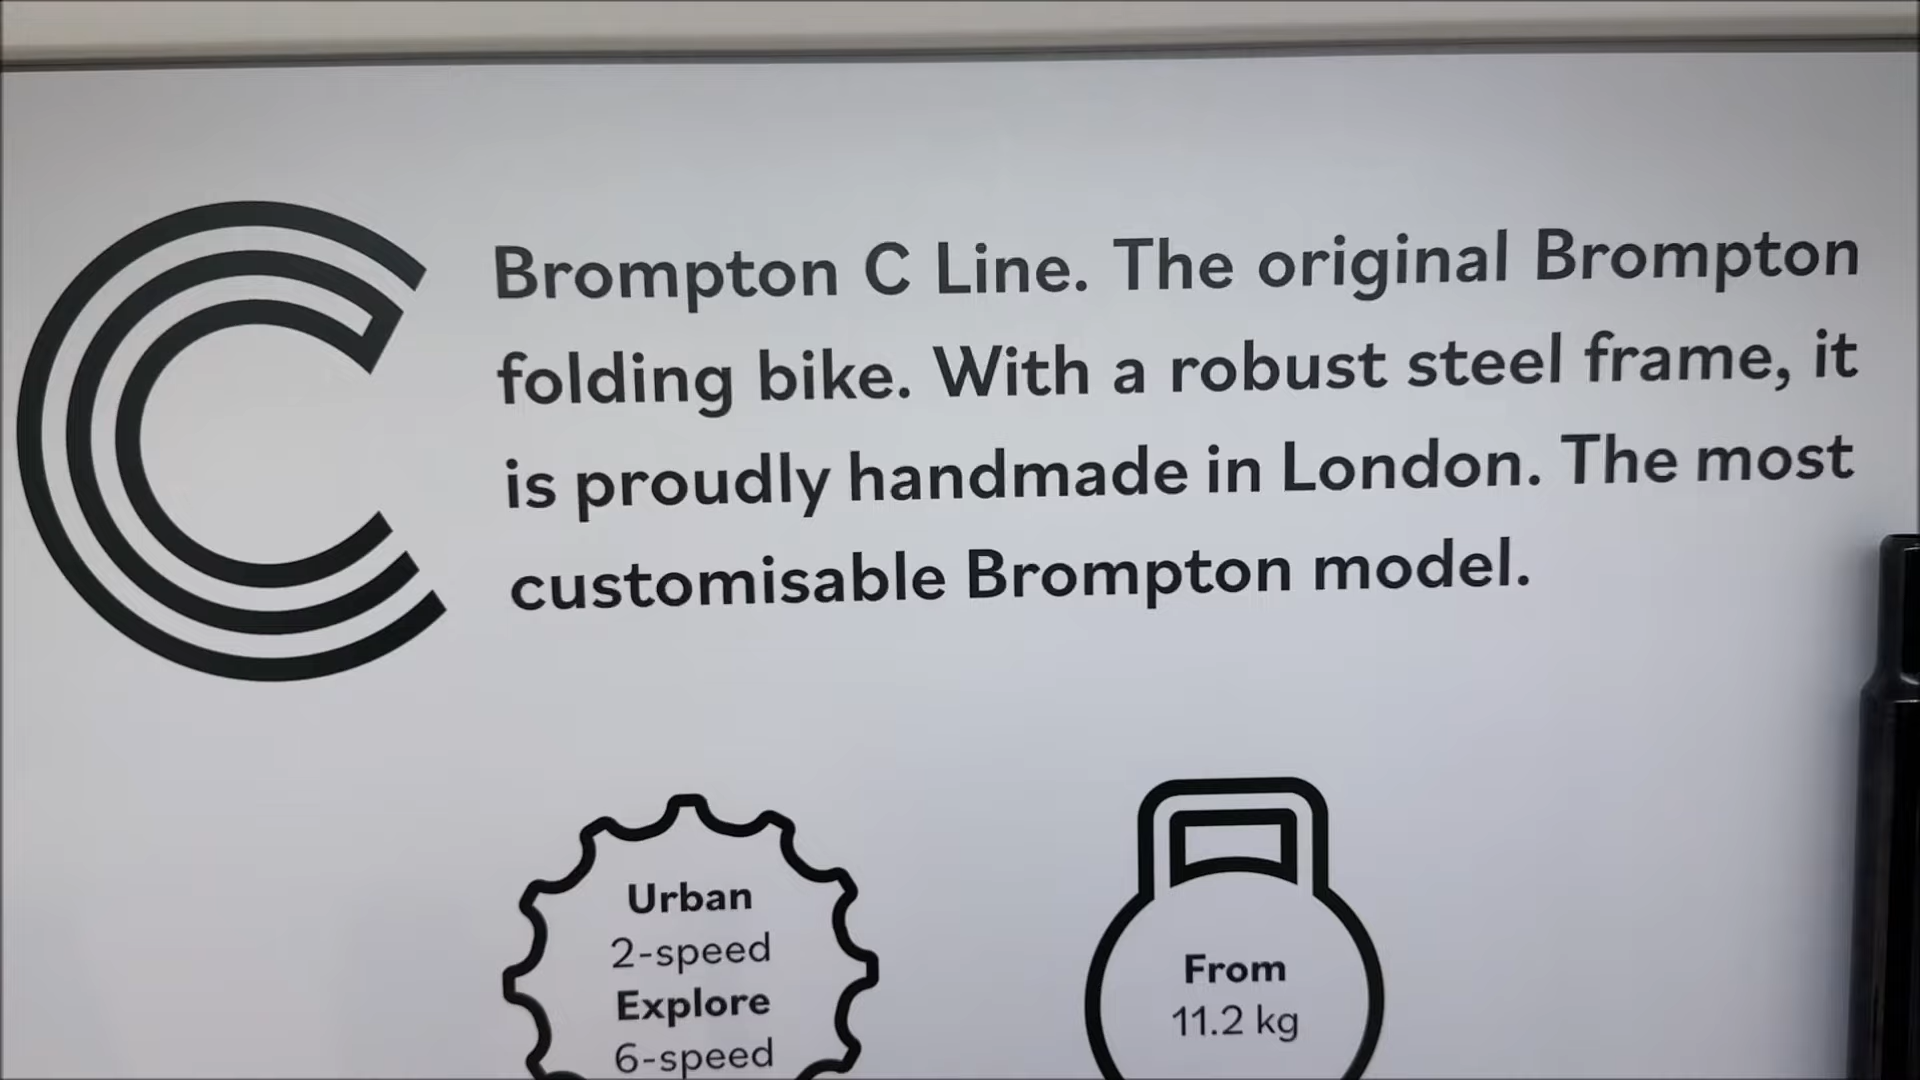 C
Brompton C Line. The original Brompton
folding bike. With a robust steel frame, it
is proudly handmade in London. The most
customisable Brompton model.
Urban
2-speed
Explore
6-speed
From
11.2 kg